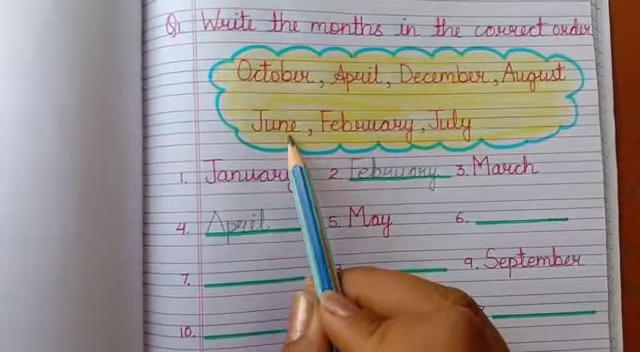 Q1 Write the months in the correct order
October, April, December, August
June, February, July
1. January 2. February 3. March
4. April 5. May 6.
7. 9. September
10.